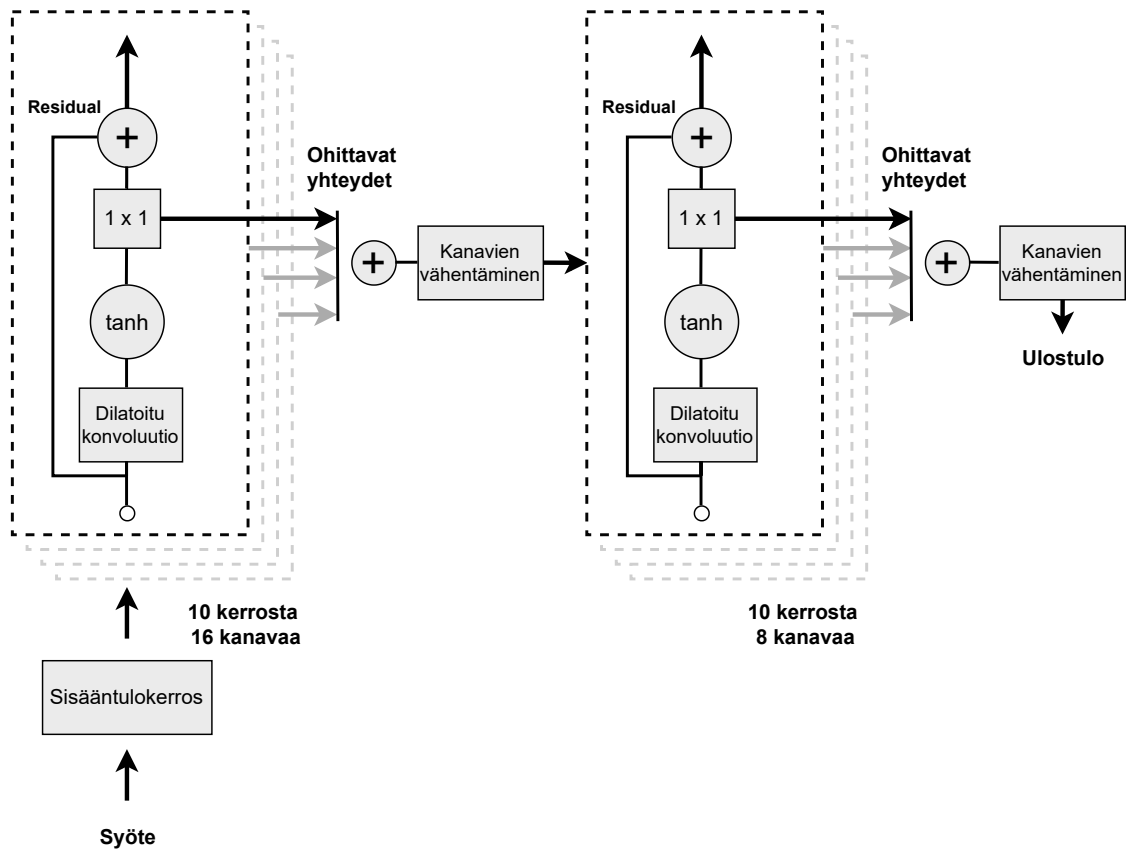 Residual
+
1 x 1
tanh
Dilatoitu
konvoluutio
10 kerrosta
16 kanavaa
Sisääntulokerros
Syöte
Ohittavat
yhteydet
+
Kanavien
vähentäminen
Residual
+
1 x 1
tanh
Dilatoitu
konvoluutio
10 kerrosta
8 kanavaa
Ohittavat
yhteydet
+
Kanavien
vähentäminen
Ulostulo